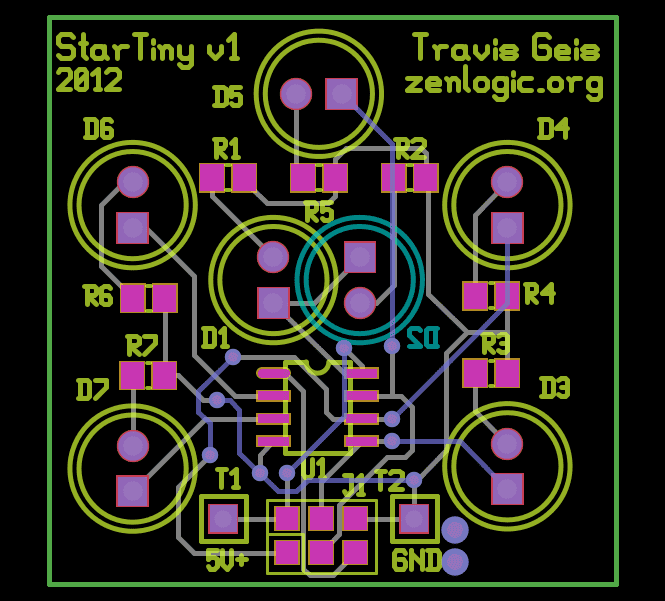 StarTiny v1
2012
Travis Geis
zenlogic.org
D5
D6
D4
R1
R2
R5
R6
R4
D1
D2
R7
R3
D7
D3
U1
T1
J1
T2
5V+
GND